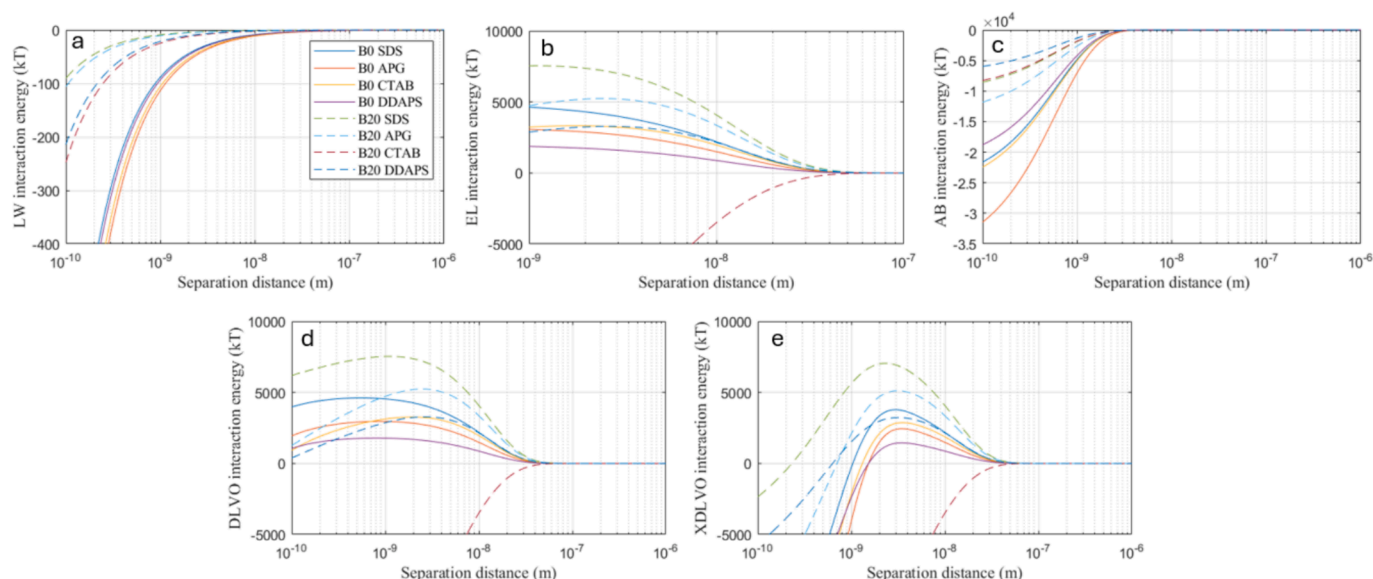 a
LW interaction energy (kT)
0
-100
-200
-300
-400
B0 SDS
B0 APG
B0 CTAB
B0 DDAPS
B20 SDS
B20 APG
B20 CTAB
B20 DDAPS
10-10
10-9
10-8
10-7
10-6
Separation distance (m)
b
EL interaction energy (kT)
10000
5000
0
-5000
10-9
10-8
10-7
Separation distance (m)
×104
c
AB interaction energy (kT)
0
-0.5
-1
-1.5
-2
-2.5
-3
-3.5
10-10
10-9
10-8
10-7
10-6
Separation distance (m)
d
DLVO interaction energy (kT)
10000
5000
0
-5000
10-10
10-9
10-8
10-7
10-6
Separation distance (m)
e
XDLVO interaction energy (kT)
10000
5000
0
-5000
10-10
10-9
10-8
10-7
10-6
Separation distance (m)